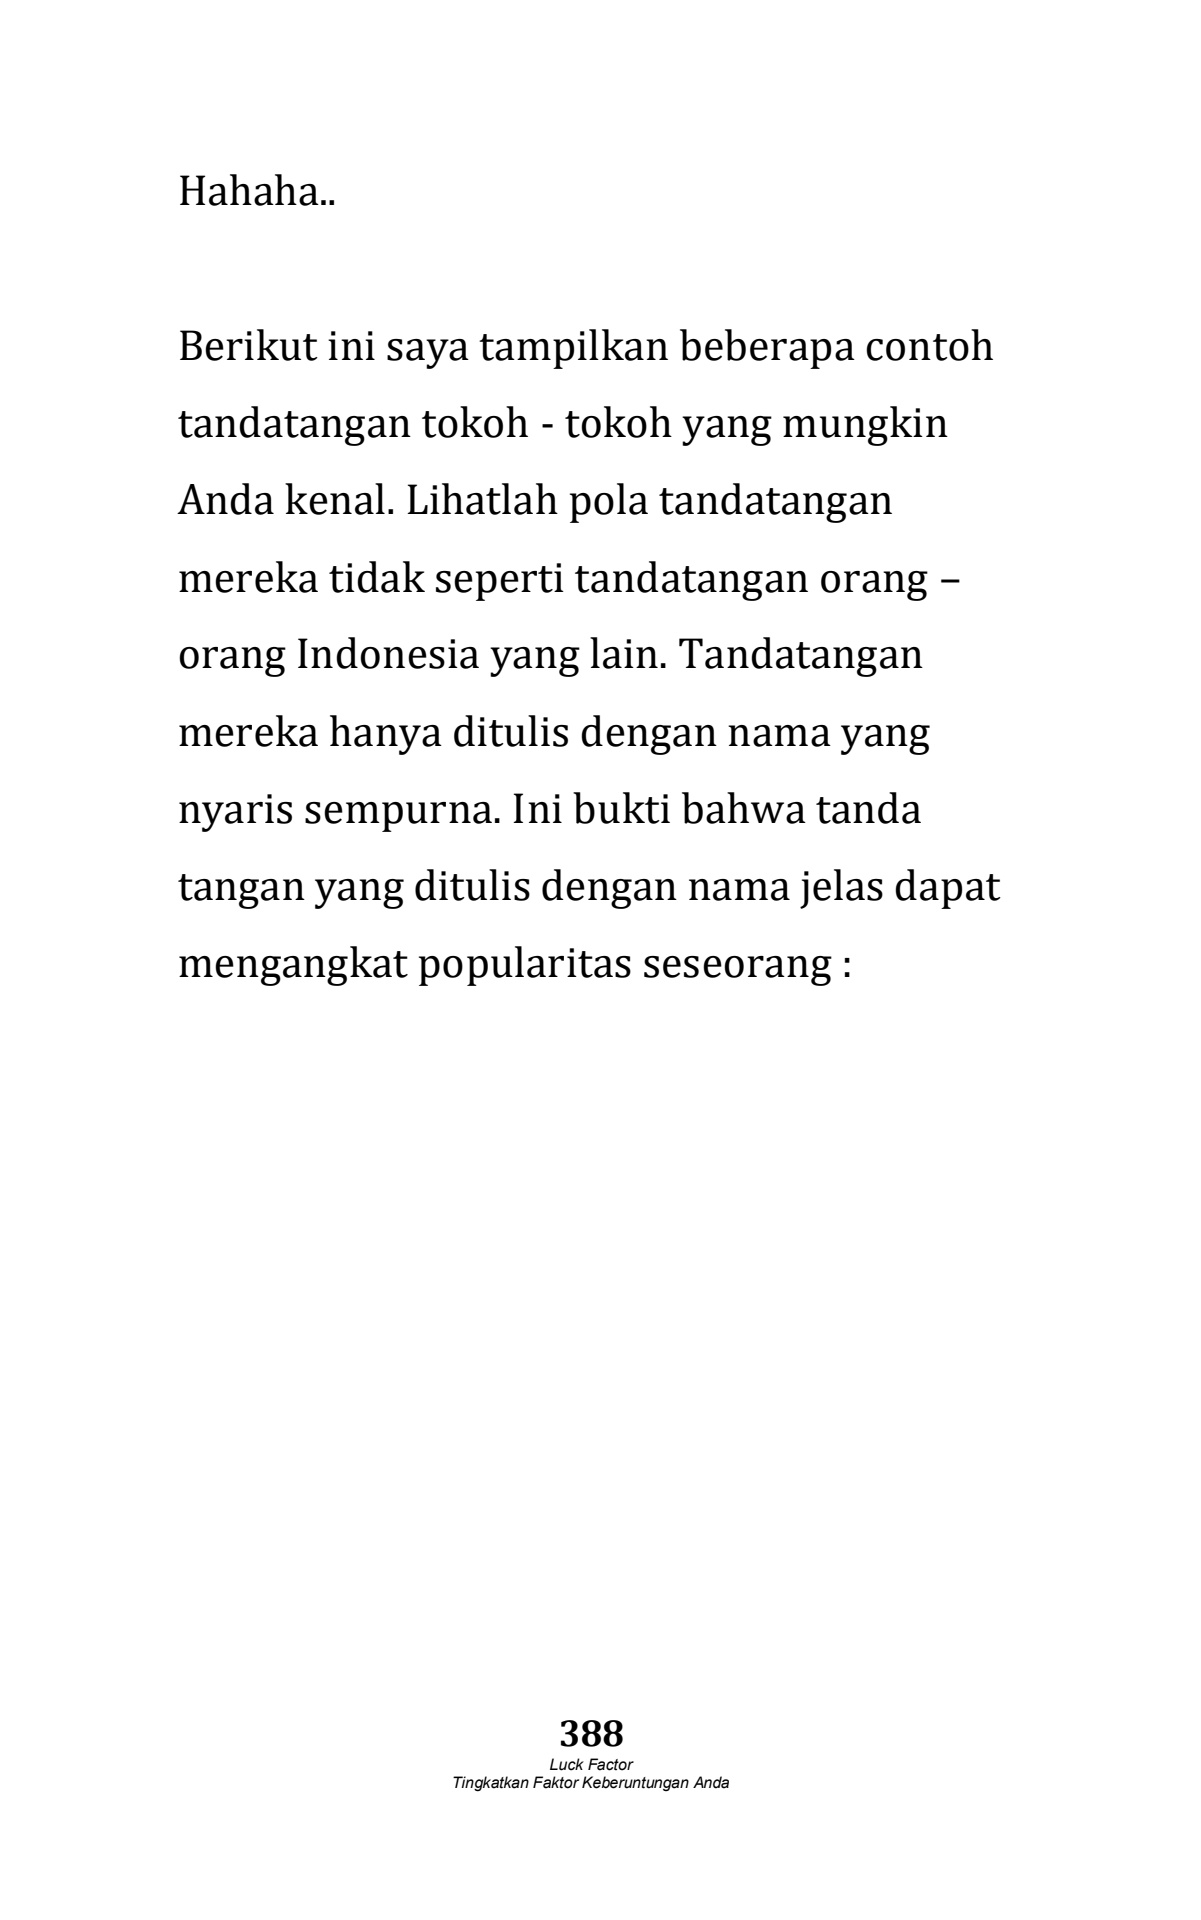 Hahaha..
Berikut ini saya tampilkan beberapa contoh
tandatangan tokoh - tokoh yang mungkin
Anda kenal. Lihatlah pola tandatangan
mereka tidak seperti tandatangan orang –
orang Indonesia yang lain. Tandatangan
mereka hanya ditulis dengan nama yang
nyaris sempurna. Ini bukti bahwa tanda
tangan yang ditulis dengan nama jelas dapat
mengangkat popularitas seseorang :
388
Luck Factor
Tingkatkan Faktor Keberuntungan Anda